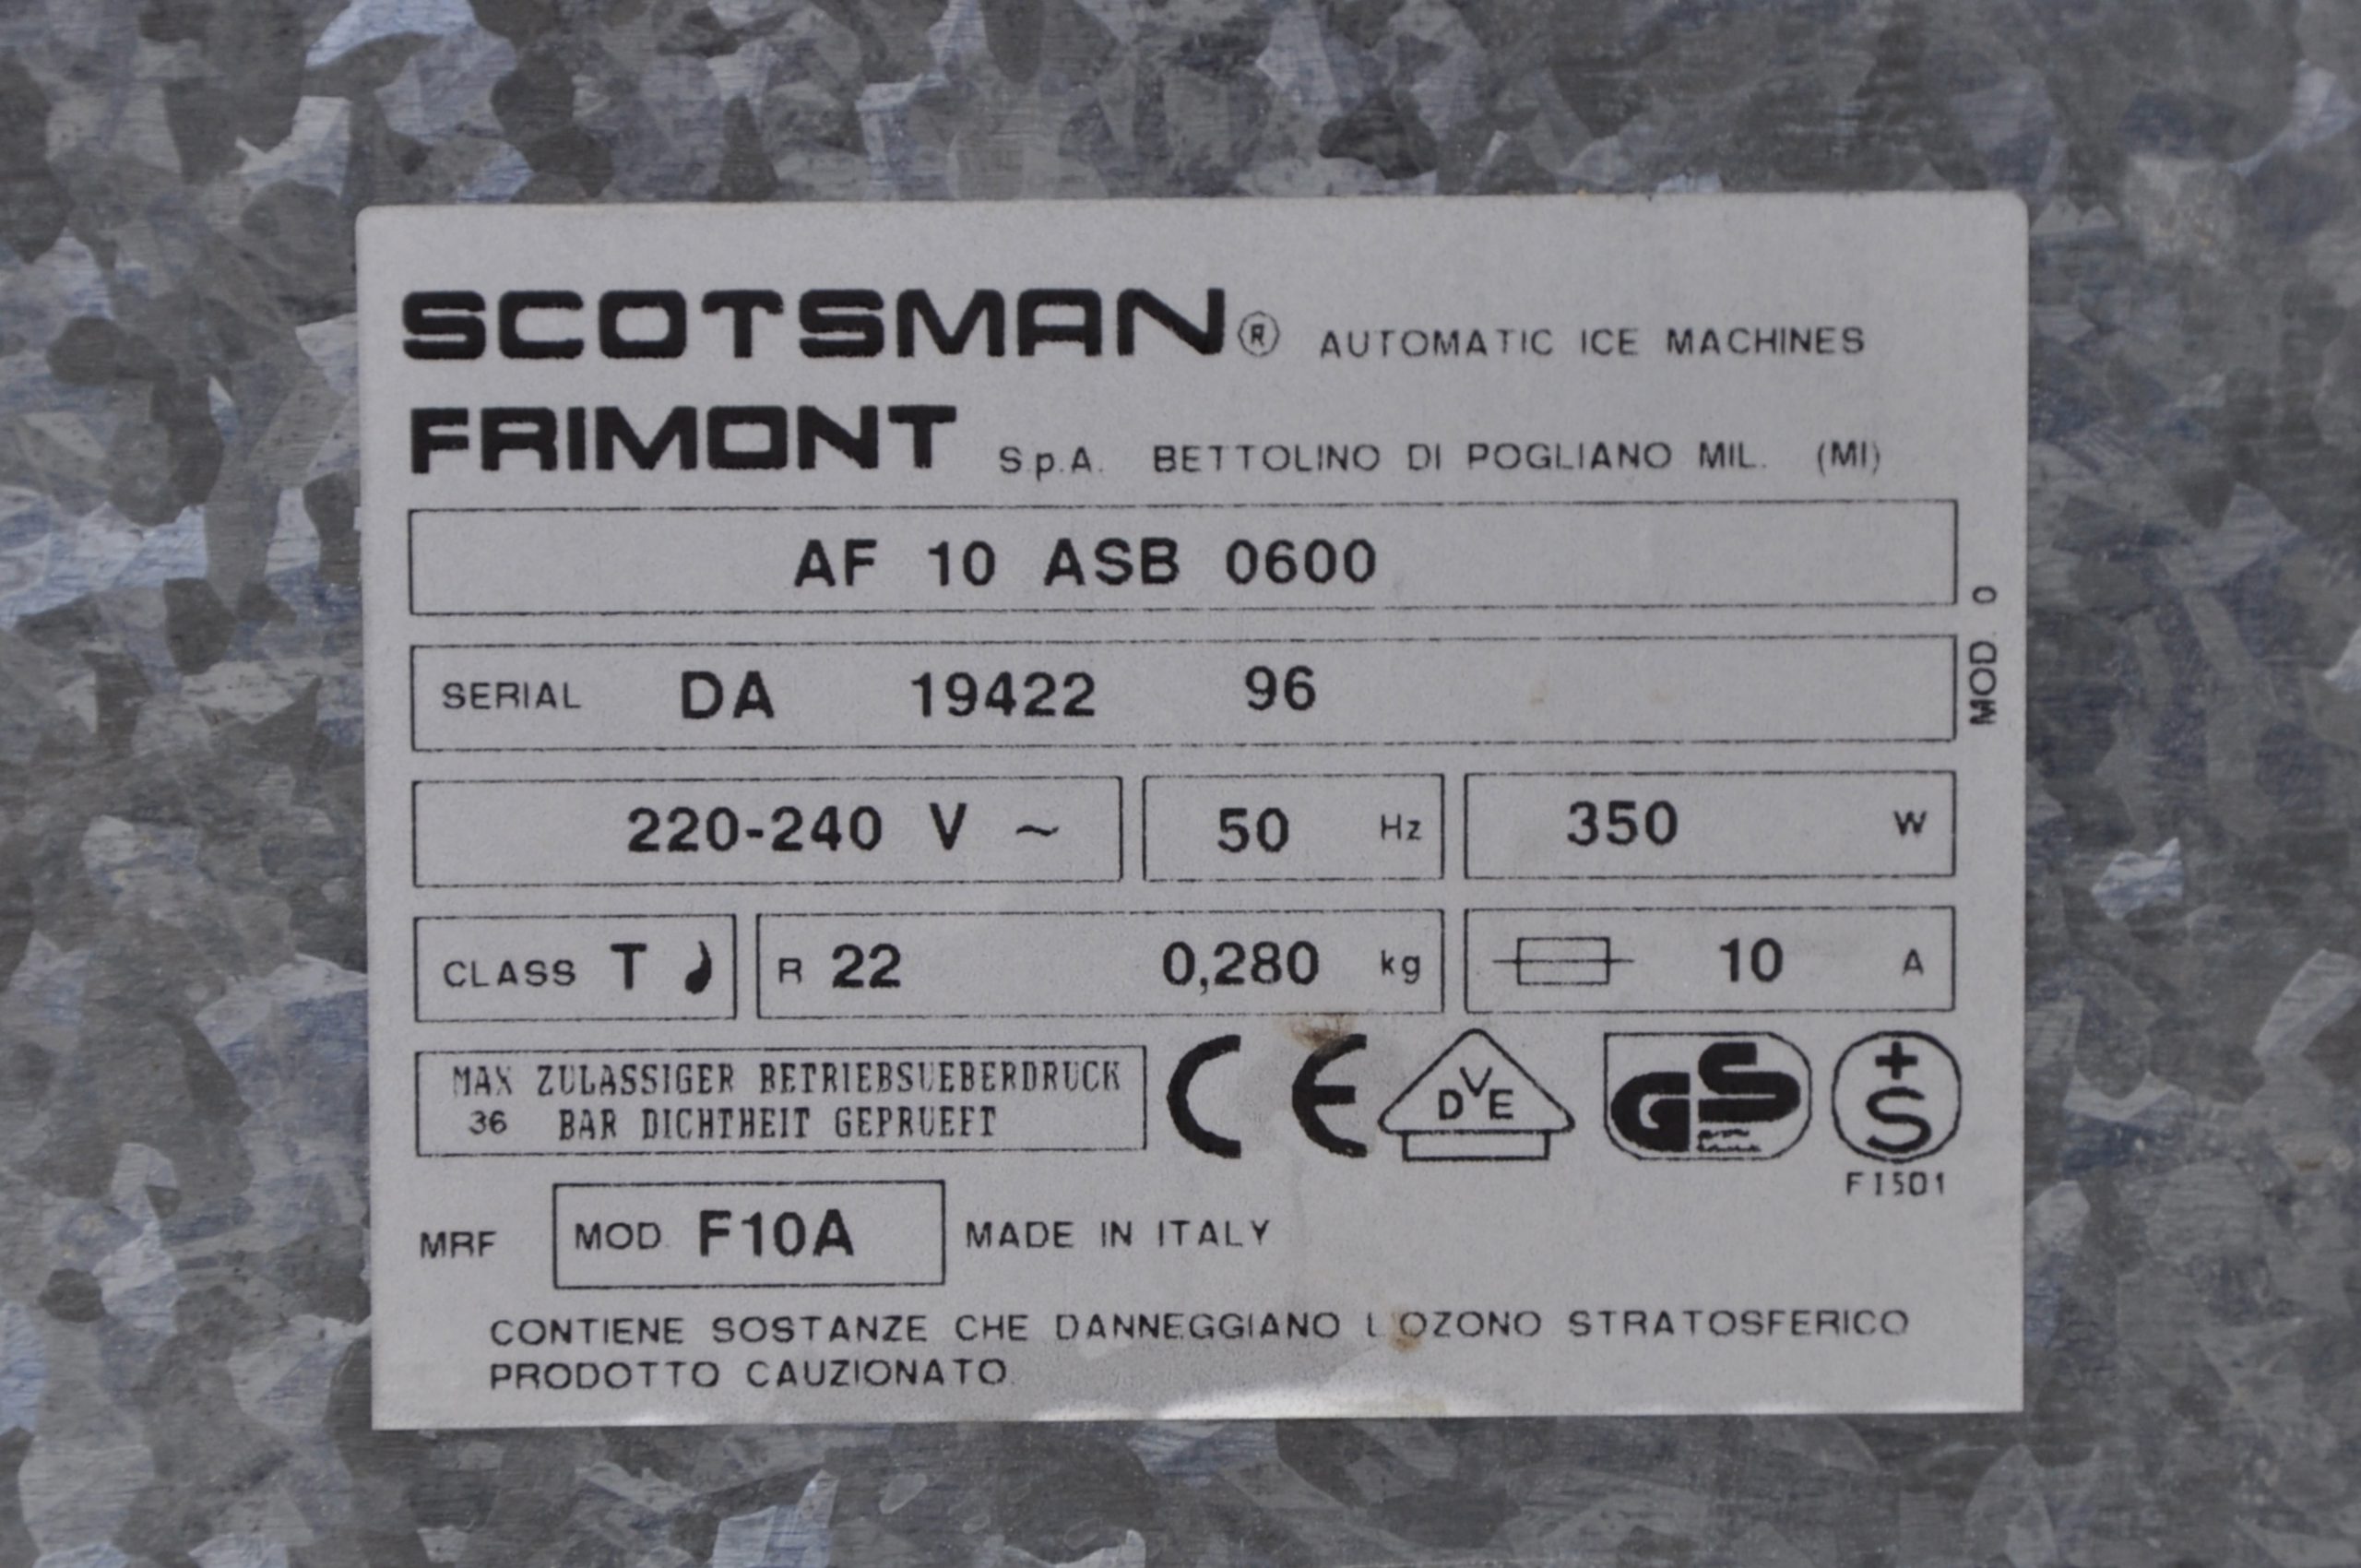 SCOTSMAN® AUTOMATIC ICE MACHINES
FRIMONT S.p.A. BETTOLINO DI POGLIANO MIL. (MI)
AF 10 ASB 0600
MOD. 0
SERIAL DA 19422 96
220-240 V ~ 50 Hz 350 W
CLASS T R 22 0,280 kg 10 A
MAX ZULASSIGER BETRIEBSUEBERDRUCK
36 BAR DICHTHEIT GEPRUEFT
CE DVE GS +S
F1501
MRF MOD. F10A MADE IN ITALY
CONTIENE SOSTANZE CHE DANNEGGIANO L'OZONO STRATOSFERICO
PRODOTTO CAUZIONATO.